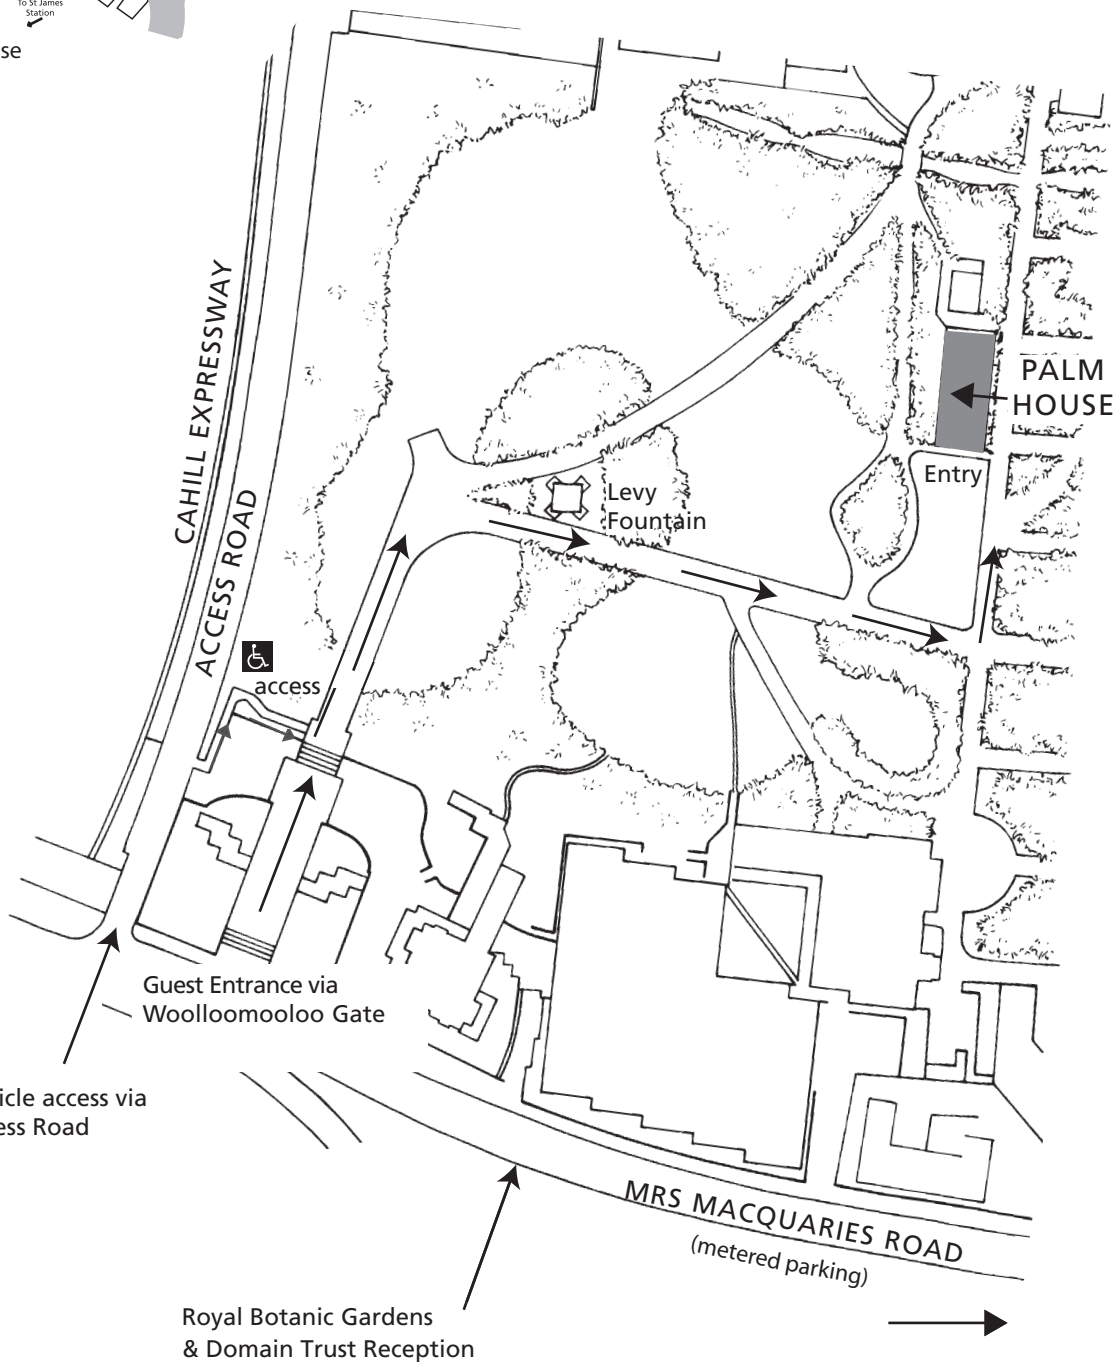 To St James
Station
se
CAHILL EXPRESSWAY
ACCESS ROAD
PALM
HOUSE
Entry
Levy
Fountain
access
Guest Entrance via
Woolloomooloo Gate
icle access via
ess Road
MRS MACQUARIES ROAD
(metered parking)
Royal Botanic Gardens
& Domain Trust Reception